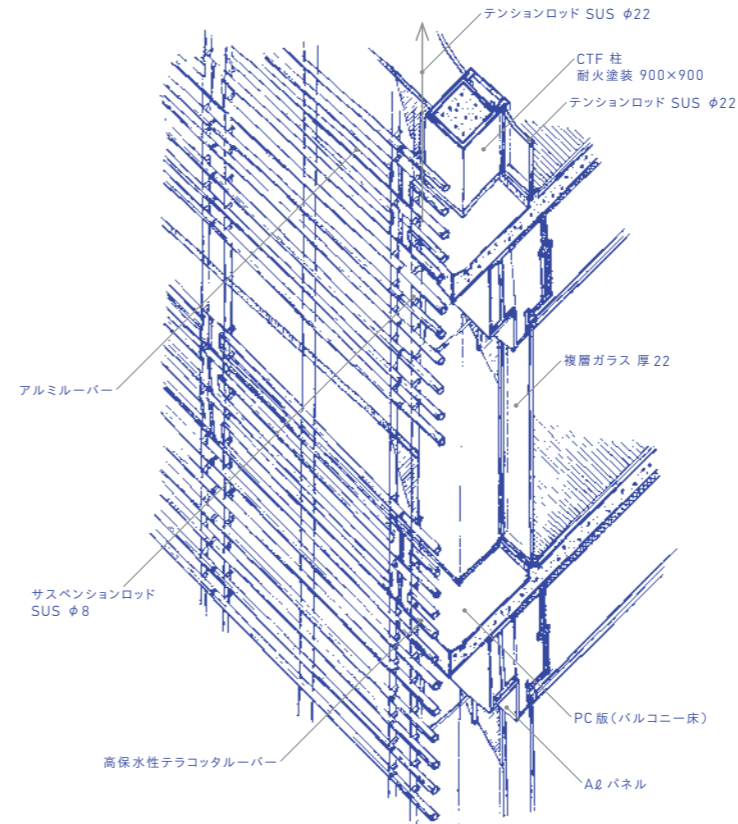 テンションロッド SUS φ22
CTF 柱
耐火塗装 900×900
テンションロッド SUS φ22
複層ガラス 厚22
アルミルーバー
サスペンションロッド
SUS φ8
PC版（バルコニー床）
高保水性テラコッタルーバー
Aℓパネル